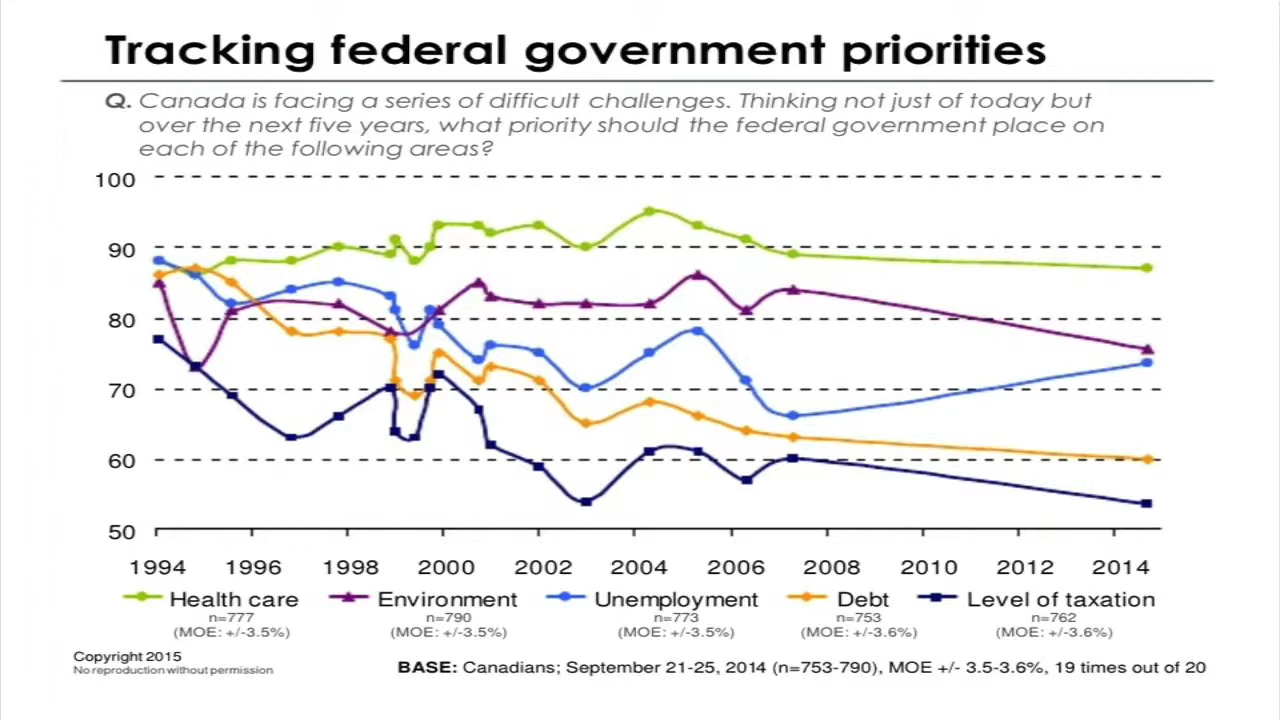 Tracking federal government priorities
Q. Canada is facing a series of difficult challenges. Thinking not just of today but
over the next five years, what priority should the federal government place on
each of the following areas?
100
90
80
70
60
50
1994 1996 1998 2000 2002 2004 2006 2008 2010 2012 2014
Health care Environment Unemployment Debt Level of taxation
n=777 n=790 n=773 n=753 n=762
(MOE: +/-3.5%) (MOE: +/-3.5%) (MOE: +/-3.5%) (MOE: +/-3.6%) (MOE: +/-3.6%)
Copyright 2015
No reproduction without permission
BASE: Canadians; September 21-25, 2014 (n=753-790), MOE +/- 3.5-3.6%, 19 times out of 20